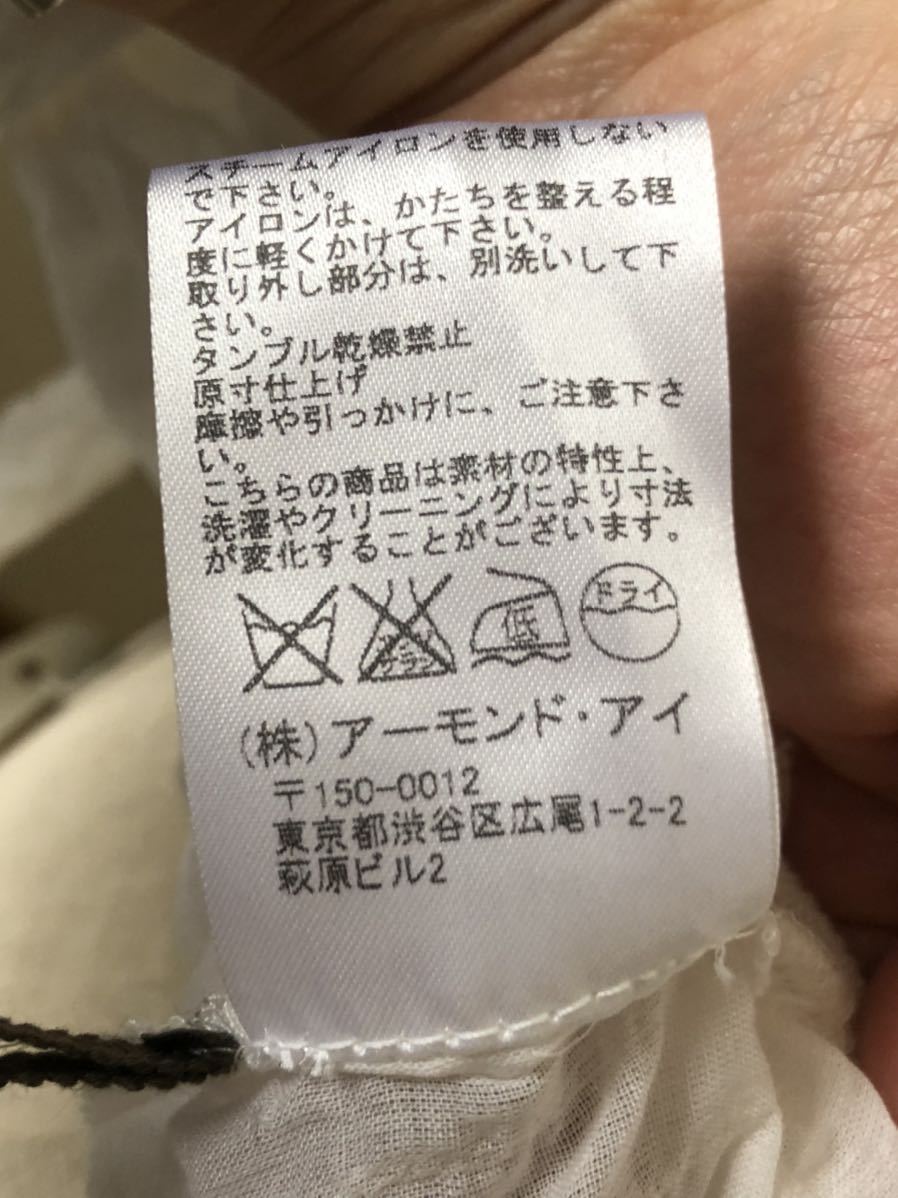 スチームアイロンを使用しない
で下さい。
アイロンは、かたちを整える程
度に軽くかけて下さい。
取り外し部分は、別洗いして下
さい。
タンブル乾燥禁止
原寸仕上げ
摩擦や引っかけに、ご注意下さ
い。
こちらの商品は素材の特性上、
洗濯やクリーニングにより寸法
が変化することがございます。
低 ドライ
(株)アーモンド・アイ
〒150-0012
東京都渋谷区広尾1-2-2
萩原ビル2